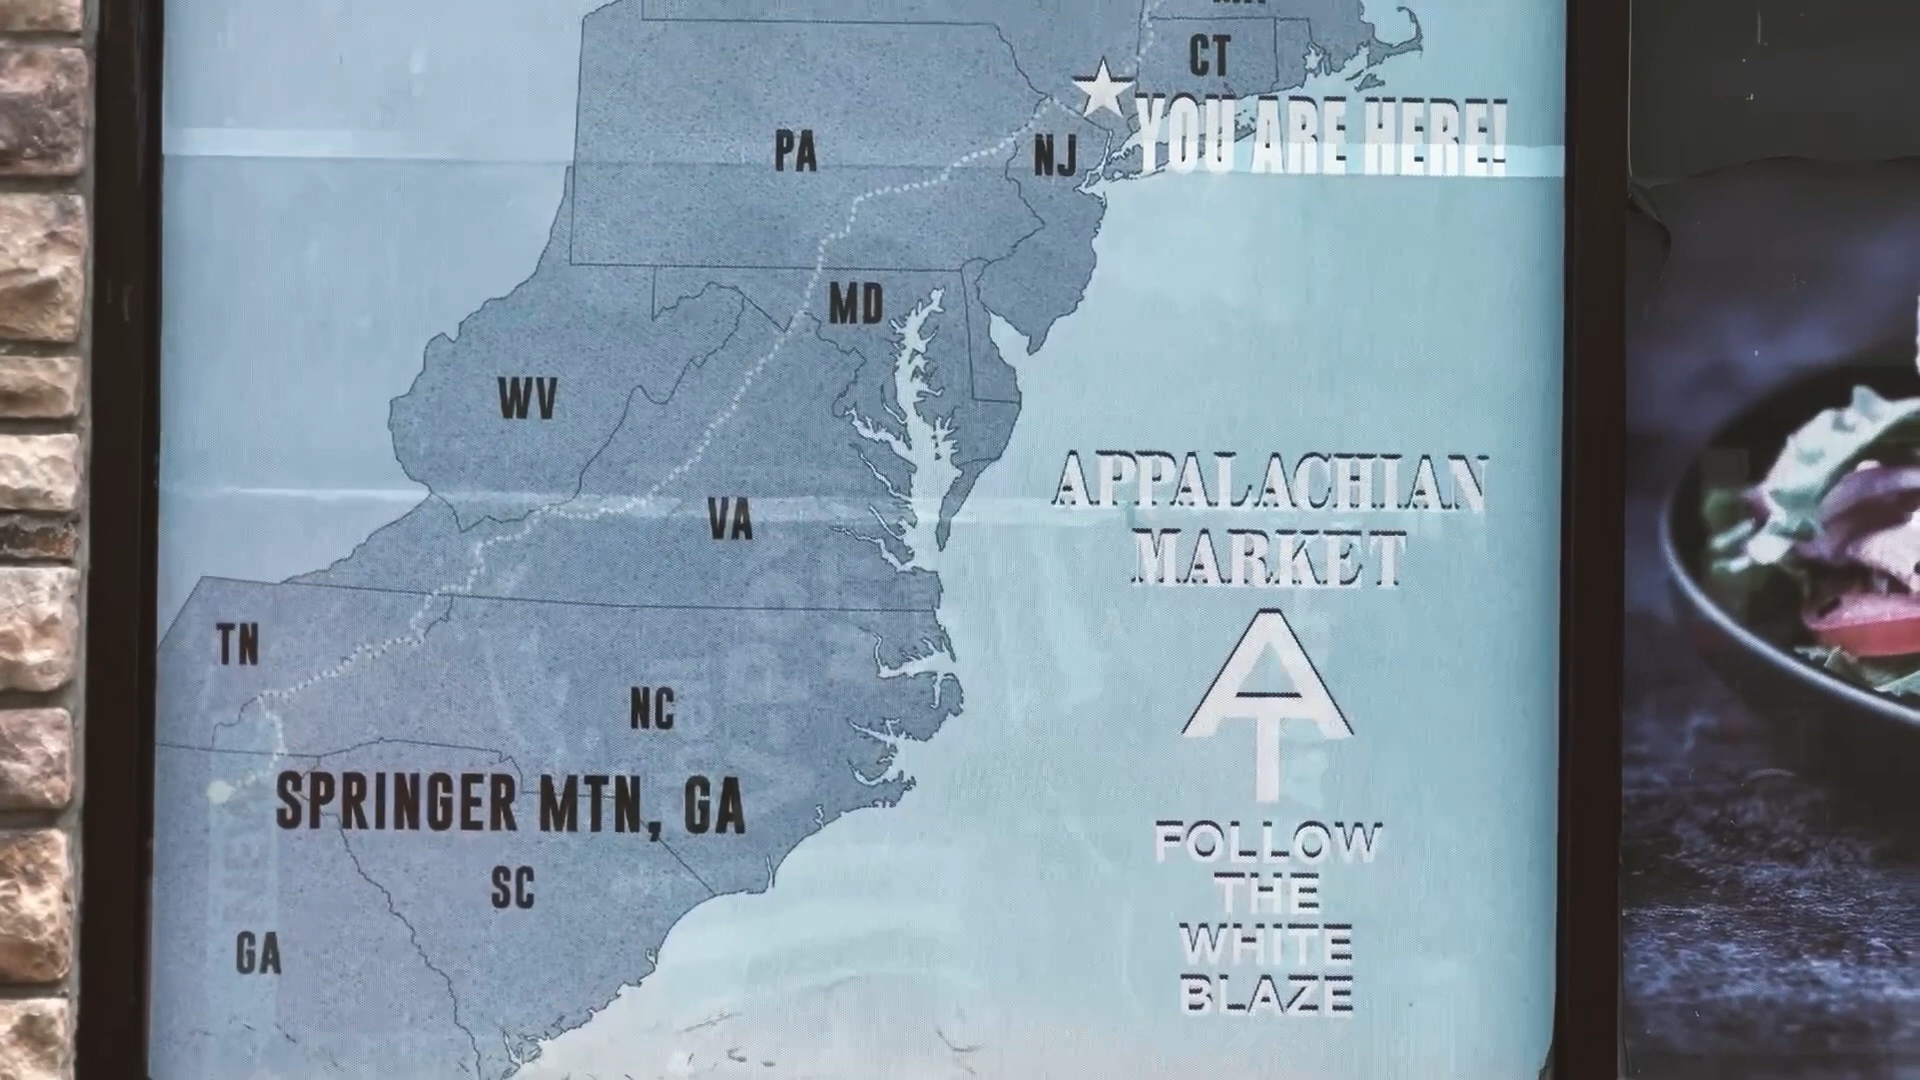 CT
YOU ARE HERE!
PA
NJ
MD
WV
VA
APPALACHIAN
MARKET
AT
TN
NC
SPRINGER MTN, GA
SC
GA
FOLLOW
THE
WHITE
BLAZE